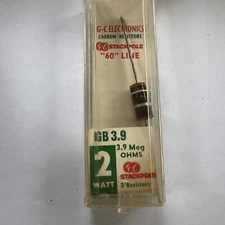 G-C ELECTRONICS
CARBON RESISTORS
G-C STACKPOLE
"60" LINE
GB 3.9
3.9 Meg
OHMS
2
WATT
G-C
STACKPOLE
2 Resistors